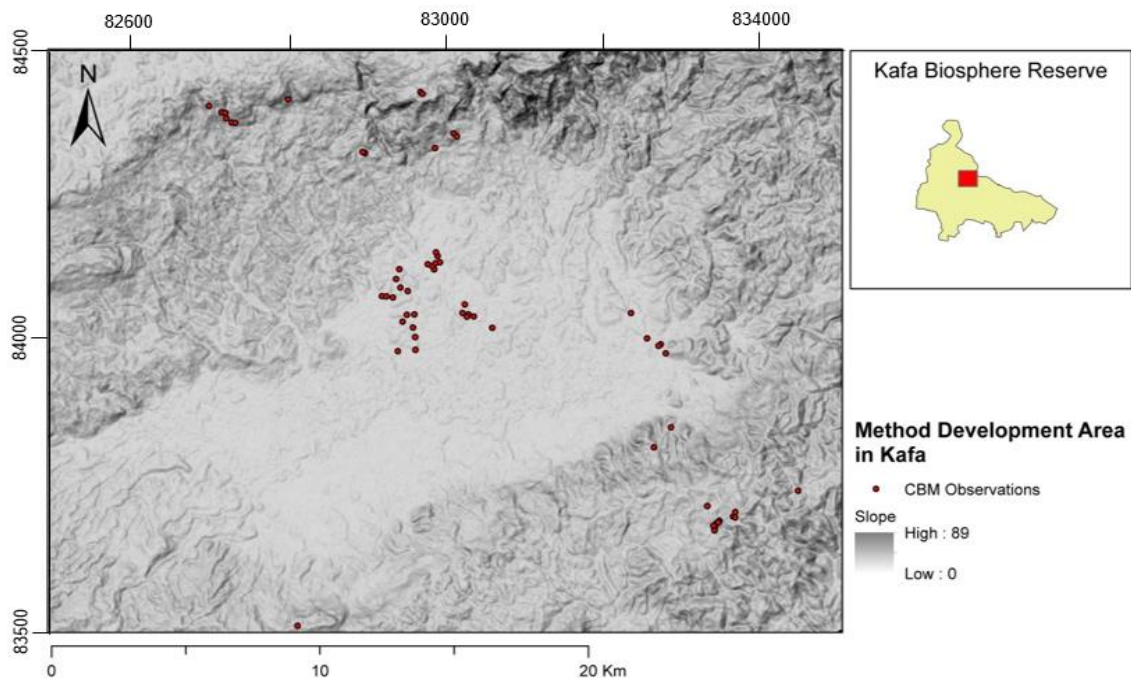 82600 83000 834000
84500
N
Kafa Biosphere Reserve
84000
Method Development Area
in Kafa
CBM Observations
Slope
High : 89
Low : 0
83500
0 10 20 Km